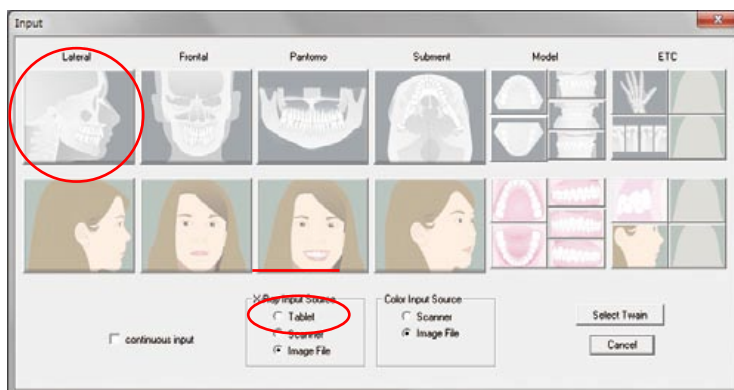 Input
Lateral Frontal Pantomo Submental Model ETC
X-Ray Input Source
Tablet
Scanner
Image File
Color Input Source
Scanner
Image File
continuous input
Select Twain
Cancel